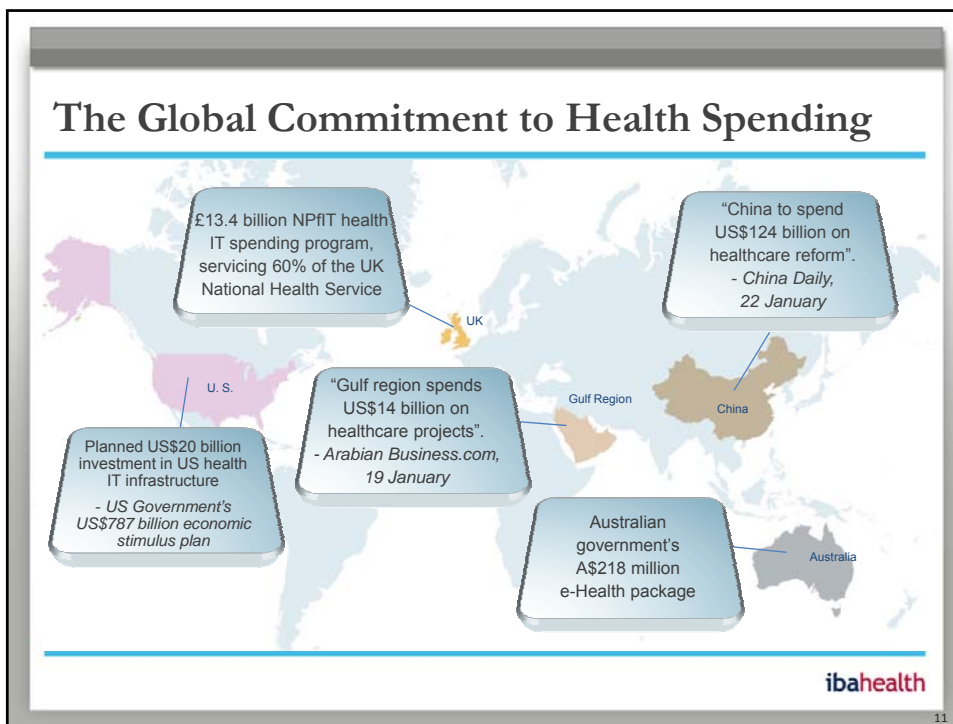 The Global Commitment to Health Spending
£13.4 billion NPfIT health
IT spending program,
servicing 60% of the UK
National Health Service
“China to spend
US$124 billion on
healthcare reform”.
- China Daily,
22 January
UK
U. S.
“Gulf region spends
US$14 billion on
healthcare projects”.
- Arabian Business.com,
19 January
Gulf Region
China
Planned US$20 billion
investment in US health
IT infrastructure
- US Government’s
US$787 billion economic
stimulus plan
Australian
government’s
A$218 million
e-Health package
Australia
ibahealth
11